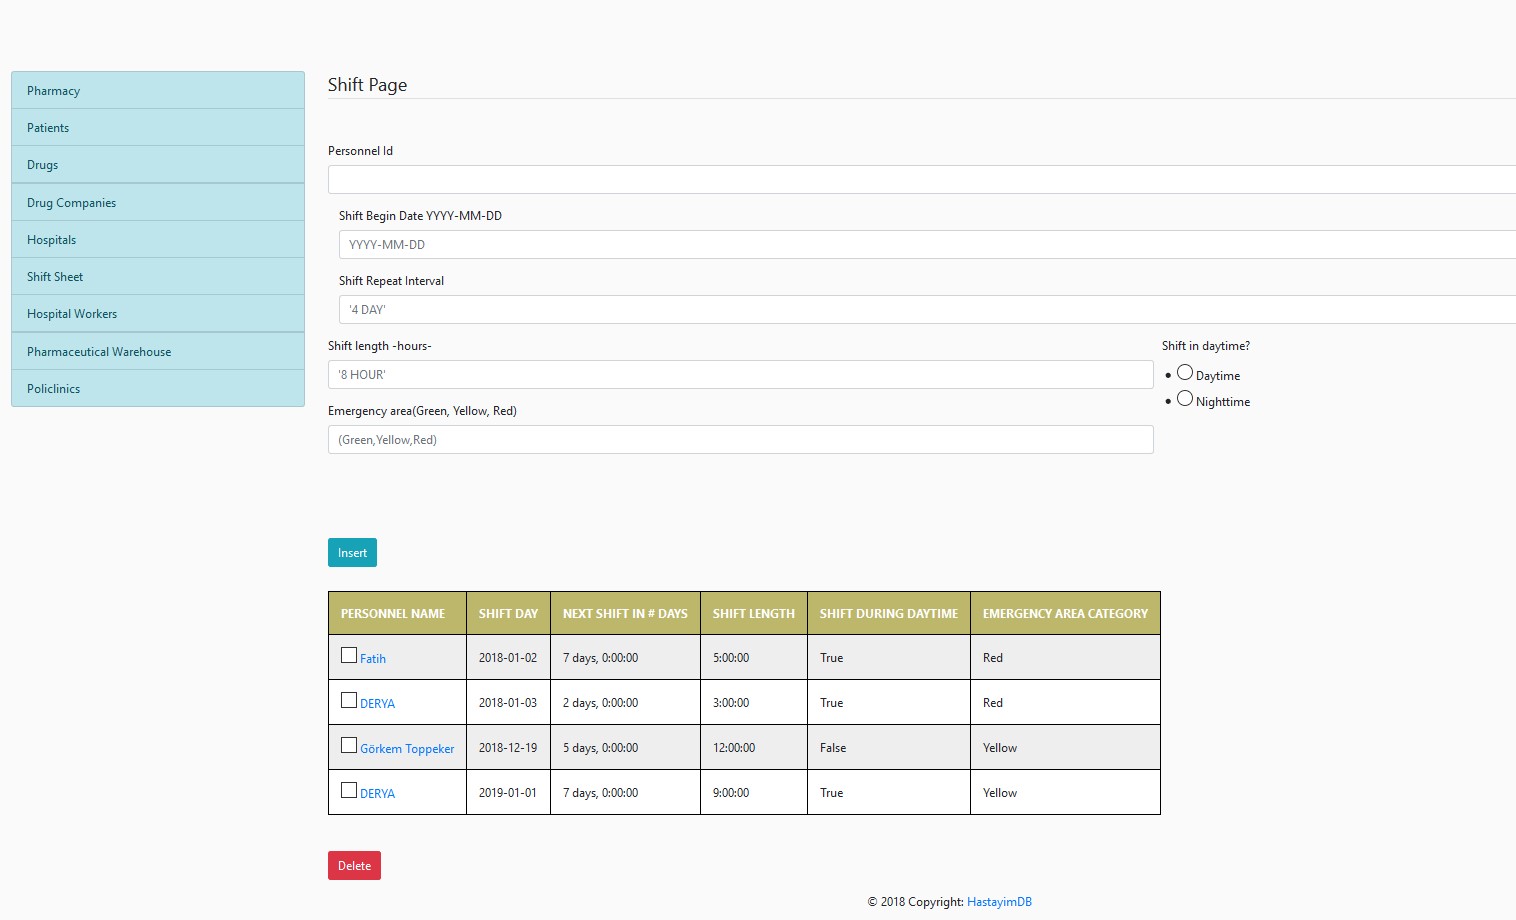 Pharmacy
Patients
Drugs
Drug Companies
Hospitals
Shift Sheet
Hospital Workers
Pharmaceutical Warehouse
Policlinics
Shift Page
Personnel Id
Shift Begin Date YYYY-MM-DD
YYYY-MM-DD
Shift Repeat Interval
'4 DAY'
Shift length -hours-
'8 HOUR'
Shift in daytime?
• Daytime
• Nighttime
Emergency area(Green, Yellow, Red)
(Green,Yellow,Red)
Insert
PERSONNEL NAME SHIFT DAY NEXT SHIFT IN # DAYS SHIFT LENGTH SHIFT DURING DAYTIME EMERGENCY AREA CATEGORY
Fatih 2018-01-02 7 days, 0:00:00 5:00:00 True Red
DERYA 2018-01-03 2 days, 0:00:00 3:00:00 True Red
Görkem Toppeker 2018-12-19 5 days, 0:00:00 12:00:00 False Yellow
DERYA 2019-01-01 7 days, 0:00:00 9:00:00 True Yellow
Delete
© 2018 Copyright: HastayimDB